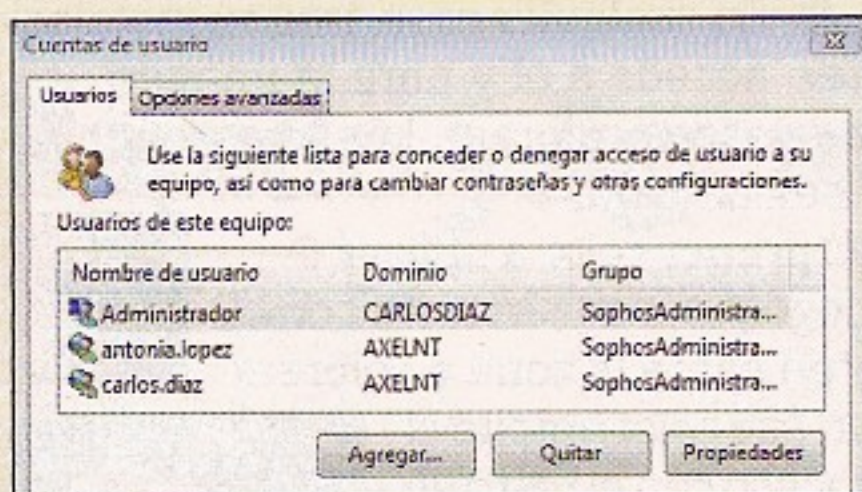 Cuentas de usuario
Usuarios Opciones avanzadas
Use la siguiente lista para conceder o denegar acceso de usuario a su
equipo, así como para cambiar contraseñas y otras configuraciones.
Usuarios de este equipo:
Nombre de usuario Dominio Grupo
Administrador CARLOSDIAZ SophosAdministra...
antonia.lopez AXELNT SophosAdministra...
carlos.diaz AXELNT SophosAdministra...
Agregar... Quitar Propiedades